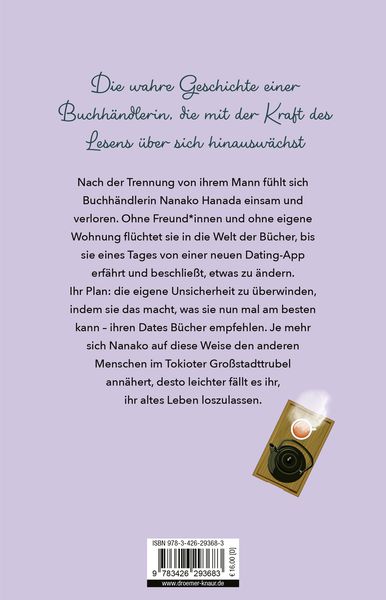 Die wahre Geschichte einer
Buchhändlerin, die mit der Kraft des
Lesens über sich hinauswächst
Nach der Trennung von ihrem Mann fühlt sich
Buchhändlerin Nanako Hanada einsam und
verloren. Ohne Freund*innen und ohne eigene
Wohnung flüchtet sie in die Welt der Bücher, bis
sie eines Tages von einer neuen Dating-App
erfährt und beschließt, etwas zu ändern.
Ihr Plan: die eigene Unsicherheit zu überwinden,
indem sie das macht, was sie nun mal am besten
kann – ihren Dates Bücher empfehlen. Je mehr
sich Nanako auf diese Weise den anderen
Menschen im Tokioter Großstadttrubel
annähert, desto leichter fällt es ihr,
ihr altes Leben loszulassen.
ISBN 978-3-426-29368-3
9 783426 293683
€ 16,00 [D]
www.droemer-knaur.de